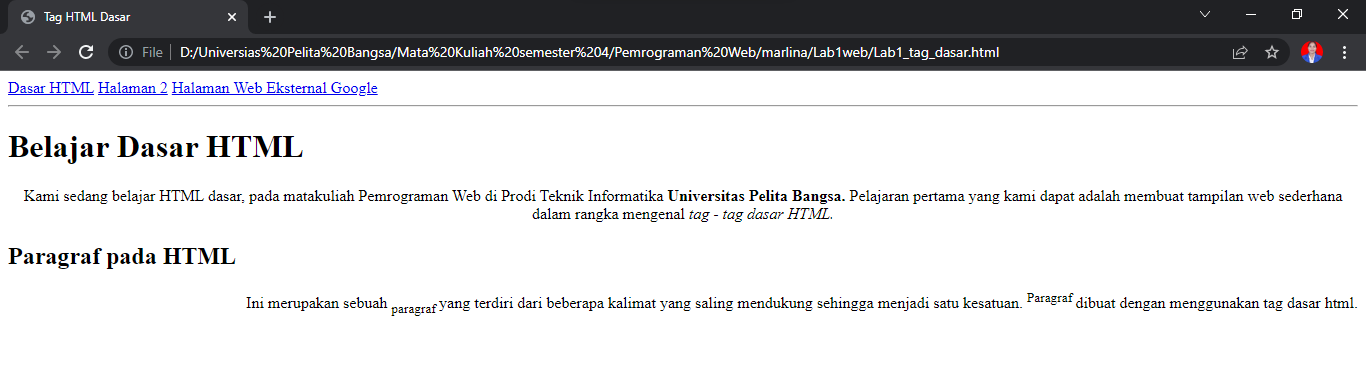 Tag HTML Dasar
File | D:/Universias%20Pelita%20Bangsa/Mata%20Kuliah%20semester%204/Pemrograman%20Web/marlina/Lab1web/Lab1_tag_dasar.html
Dasar HTML Halaman 2 Halaman Web Eksternal Google
Belajar Dasar HTML
Kami sedang belajar HTML dasar, pada matakuliah Pemrograman Web di Prodi Teknik Informatika Universitas Pelita Bangsa. Pelajaran pertama yang kami dapat adalah membuat tampilan web sederhana
dalam rangka mengenal tag - tag dasar HTML.
Paragraf pada HTML
Ini merupakan sebuah paragraf yang terdiri dari beberapa kalimat yang saling mendukung sehingga menjadi satu kesatuan. Paragraf dibuat dengan menggunakan tag dasar html.